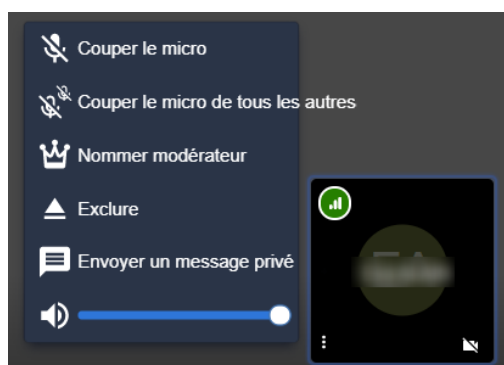 Couper le micro
Couper le micro de tous les autres
Nommer modérateur
Exclure
Envoyer un message privé